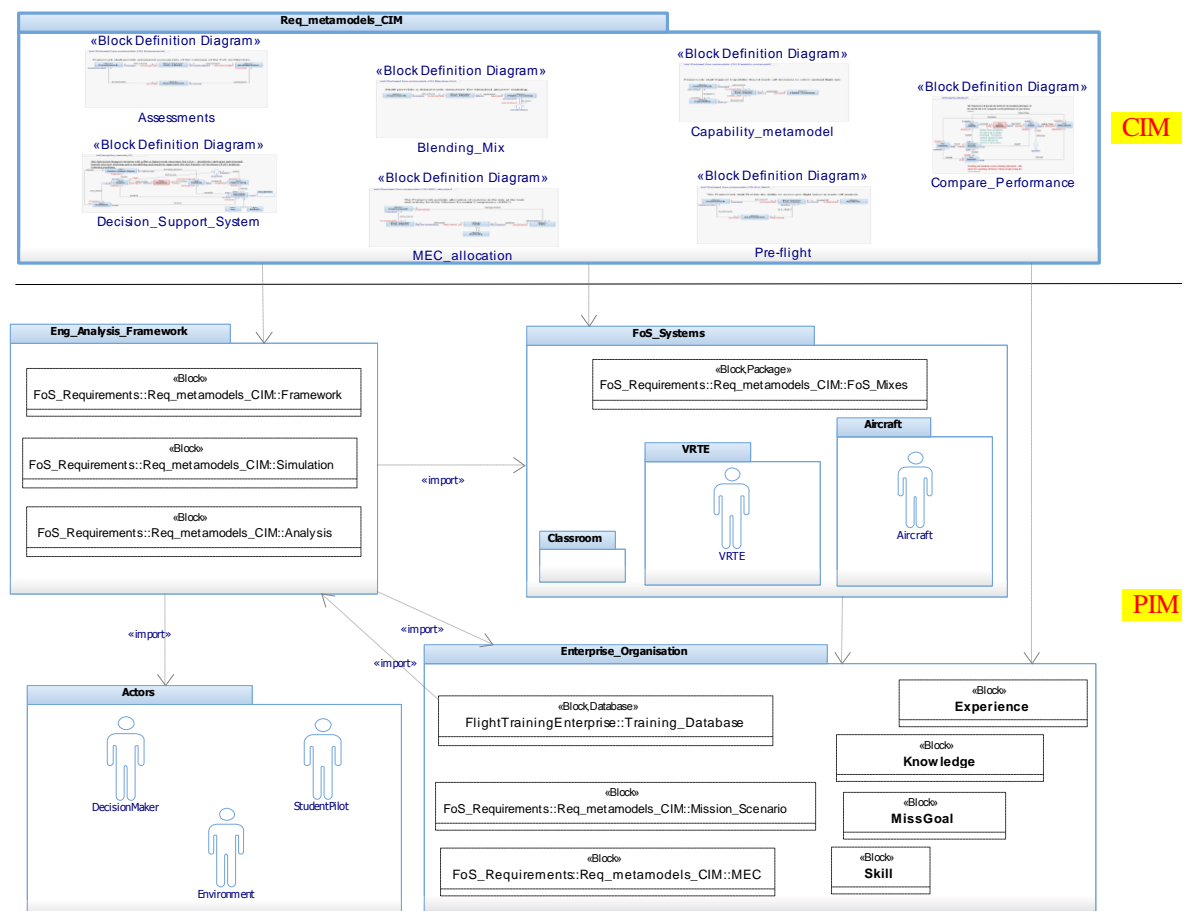 Req_metamodels_CIM
«Block Definition Diagram»
Assessments
«Block Definition Diagram»
Blending_Mix
«Block Definition Diagram»
Capability_metamodel
«Block Definition Diagram»
Compare_Performance
CIM
«Block Definition Diagram»
Decision_Support_System
«Block Definition Diagram»
MEC_allocation
«Block Definition Diagram»
Pre-flight
Eng_Analysis_Framework
«Block»
FoS_Requirements::Req_metamodels_CIM::Framework
«Block»
FoS_Requirements::Req_metamodels_CIM::Simulation
«Block»
FoS_Requirements::Req_metamodels_CIM::Analysis
«import»
FoS_Systems
«Block,Package»
FoS_Requirements::Req_metamodels_CIM::FoS_Mixes
Classroom
VRTE
VRTE
Aircraft
Aircraft
PIM
«import»
«import»
«import»
Actors
DecisionMaker
StudentPilot
Environment
Enterprise_Organisation
«Block,Database»
FlightTrainingEnterprise::Training_Database
«Block»
FoS_Requirements::Req_metamodels_CIM::Mission_Scenario
«Block»
FoS_Requirements::Req_metamodels_CIM::MEC
«Block»
Experience
«Block»
Knowledge
«Block»
MissGoal
«Block»
Skill